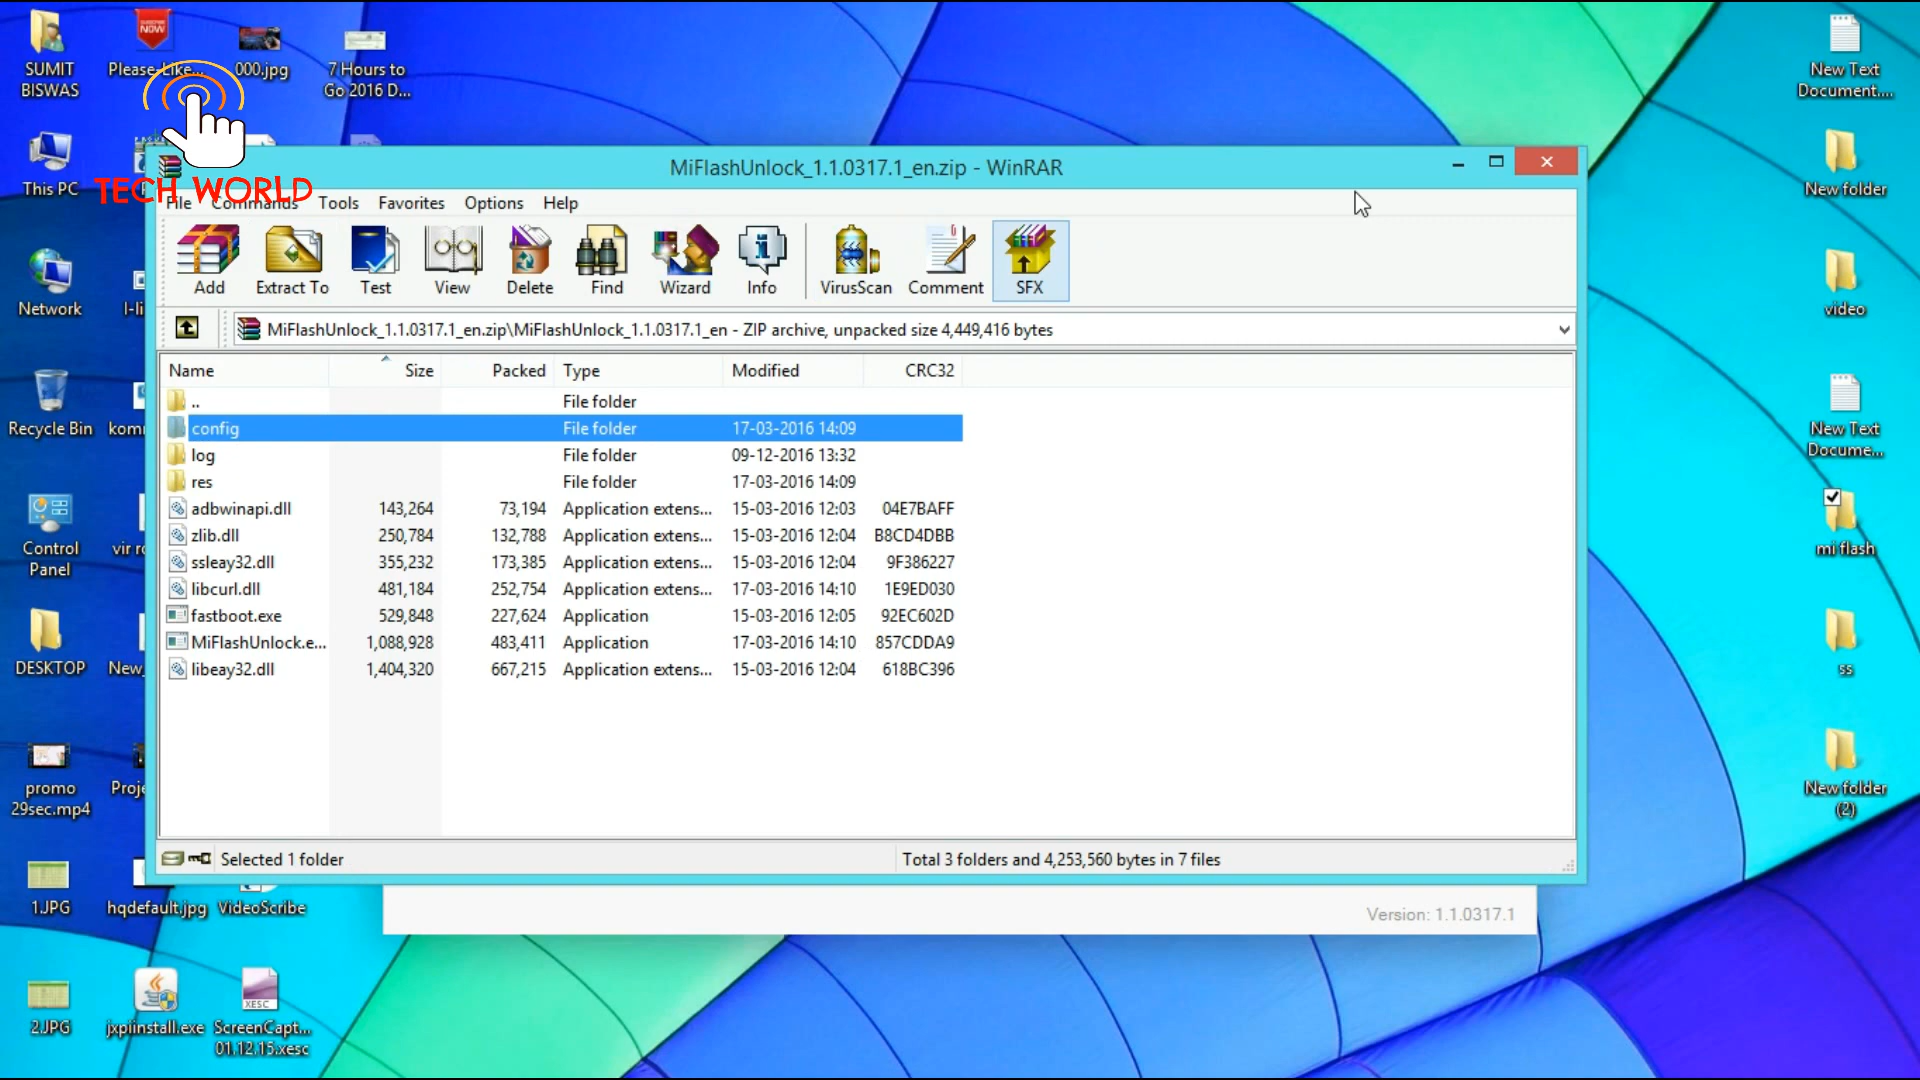 NOW
SUMIT
BISWAS
Please-Like...
000.jpg
7 Hours to
Go 2016 D...
New Text
Document....
This PC
TECH WORLD
New folder
MiFlashUnlock_1.1.0317.1_en.zip - WinRAR
File Commands Tools Favorites Options Help
Add Extract To Test View Delete Find Wizard Info VirusScan Comment SFX
Network
video
MiFlashUnlock_1.1.0317.1_en.zip\MiFlashUnlock_1.1.0317.1_en - ZIP archive, unpacked size 4,449,416 bytes
Name Size Packed Type Modified CRC32
.. File folder
config File folder 17-03-2016 14:09
log File folder 09-12-2016 13:32
res File folder 17-03-2016 14:09
adbwinapi.dll 143,264 73,194 Application extens... 15-03-2016 12:03 04E7BAFF
zlib.dll 250,784 132,788 Application extens... 15-03-2016 12:04 B8CD4DBB
ssleay32.dll 355,232 173,385 Application extens... 15-03-2016 12:04 9F386227
libcurl.dll 481,184 252,754 Application extens... 17-03-2016 14:10 1E9ED030
fastboot.exe 529,848 227,624 Application 15-03-2016 12:05 92EC602D
MiFlashUnlock.e... 1,088,928 483,411 Application 17-03-2016 14:10 857CDDA9
libeay32.dll 1,404,320 667,215 Application extens... 15-03-2016 12:04 618BC396
Selected 1 folder
Total 3 folders and 4,253,560 bytes in 7 files
Version: 1.1.0317.1
Recycle Bin
New Text
Docume...
Control
Panel
vir
mi flash
DESKTOP
New
ss
promo
29sec.mp4
New folder
(2)
1.JPG
hqdefault.jpg
VideoScribe
2.JPG
jxpiinstall.exe
XESC
ScreenCapt...
01.12.15.xesc